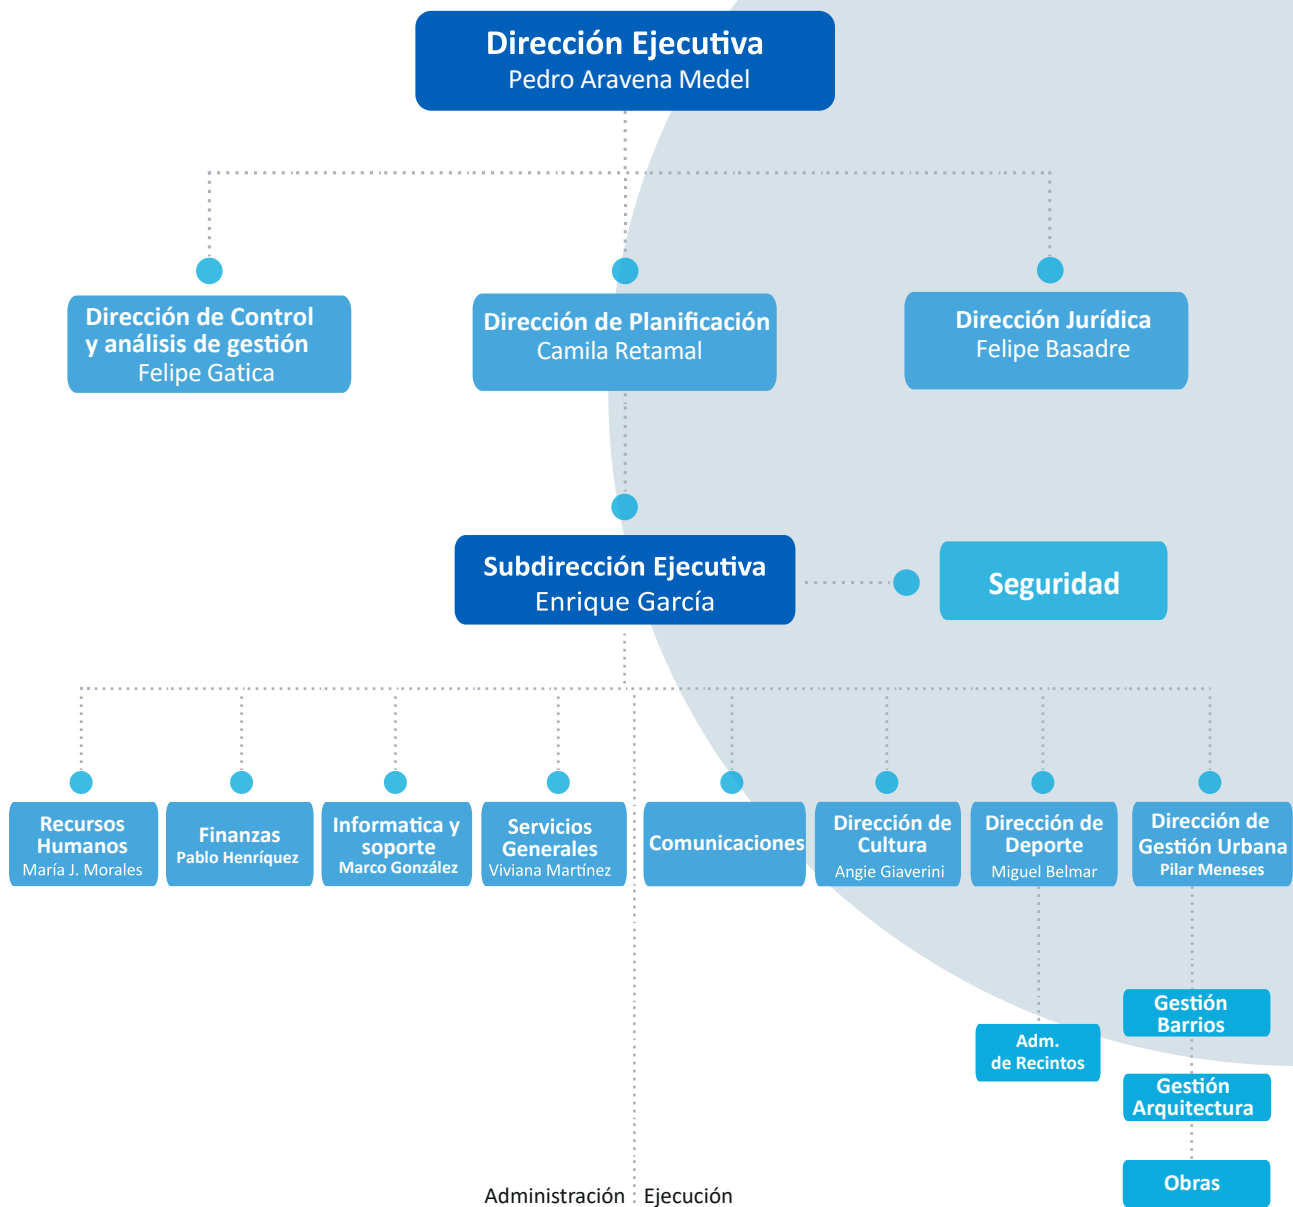 Dirección Ejecutiva
Pedro Aravena Medel
Dirección de Control
y análisis de gestión
Felipe Gatica
Dirección de Planificación
Camila Retamal
Dirección Jurídica
Felipe Basadre
Subdirección Ejecutiva
Enrique García
Seguridad
Recursos
Humanos
María J. Morales
Finanzas
Pablo Henríquez
Informatica y
soporte
Marco González
Servicios
Generales
Viviana Martínez
Comunicaciones
Dirección de
Cultura
Angie Giaverini
Dirección de
Deporte
Miguel Belmar
Dirección de
Gestión Urbana
Pilar Meneses
Adm.
de Recintos
Gestión
Barrios
Gestión
Arquitectura
Obras
Administración
Ejecución